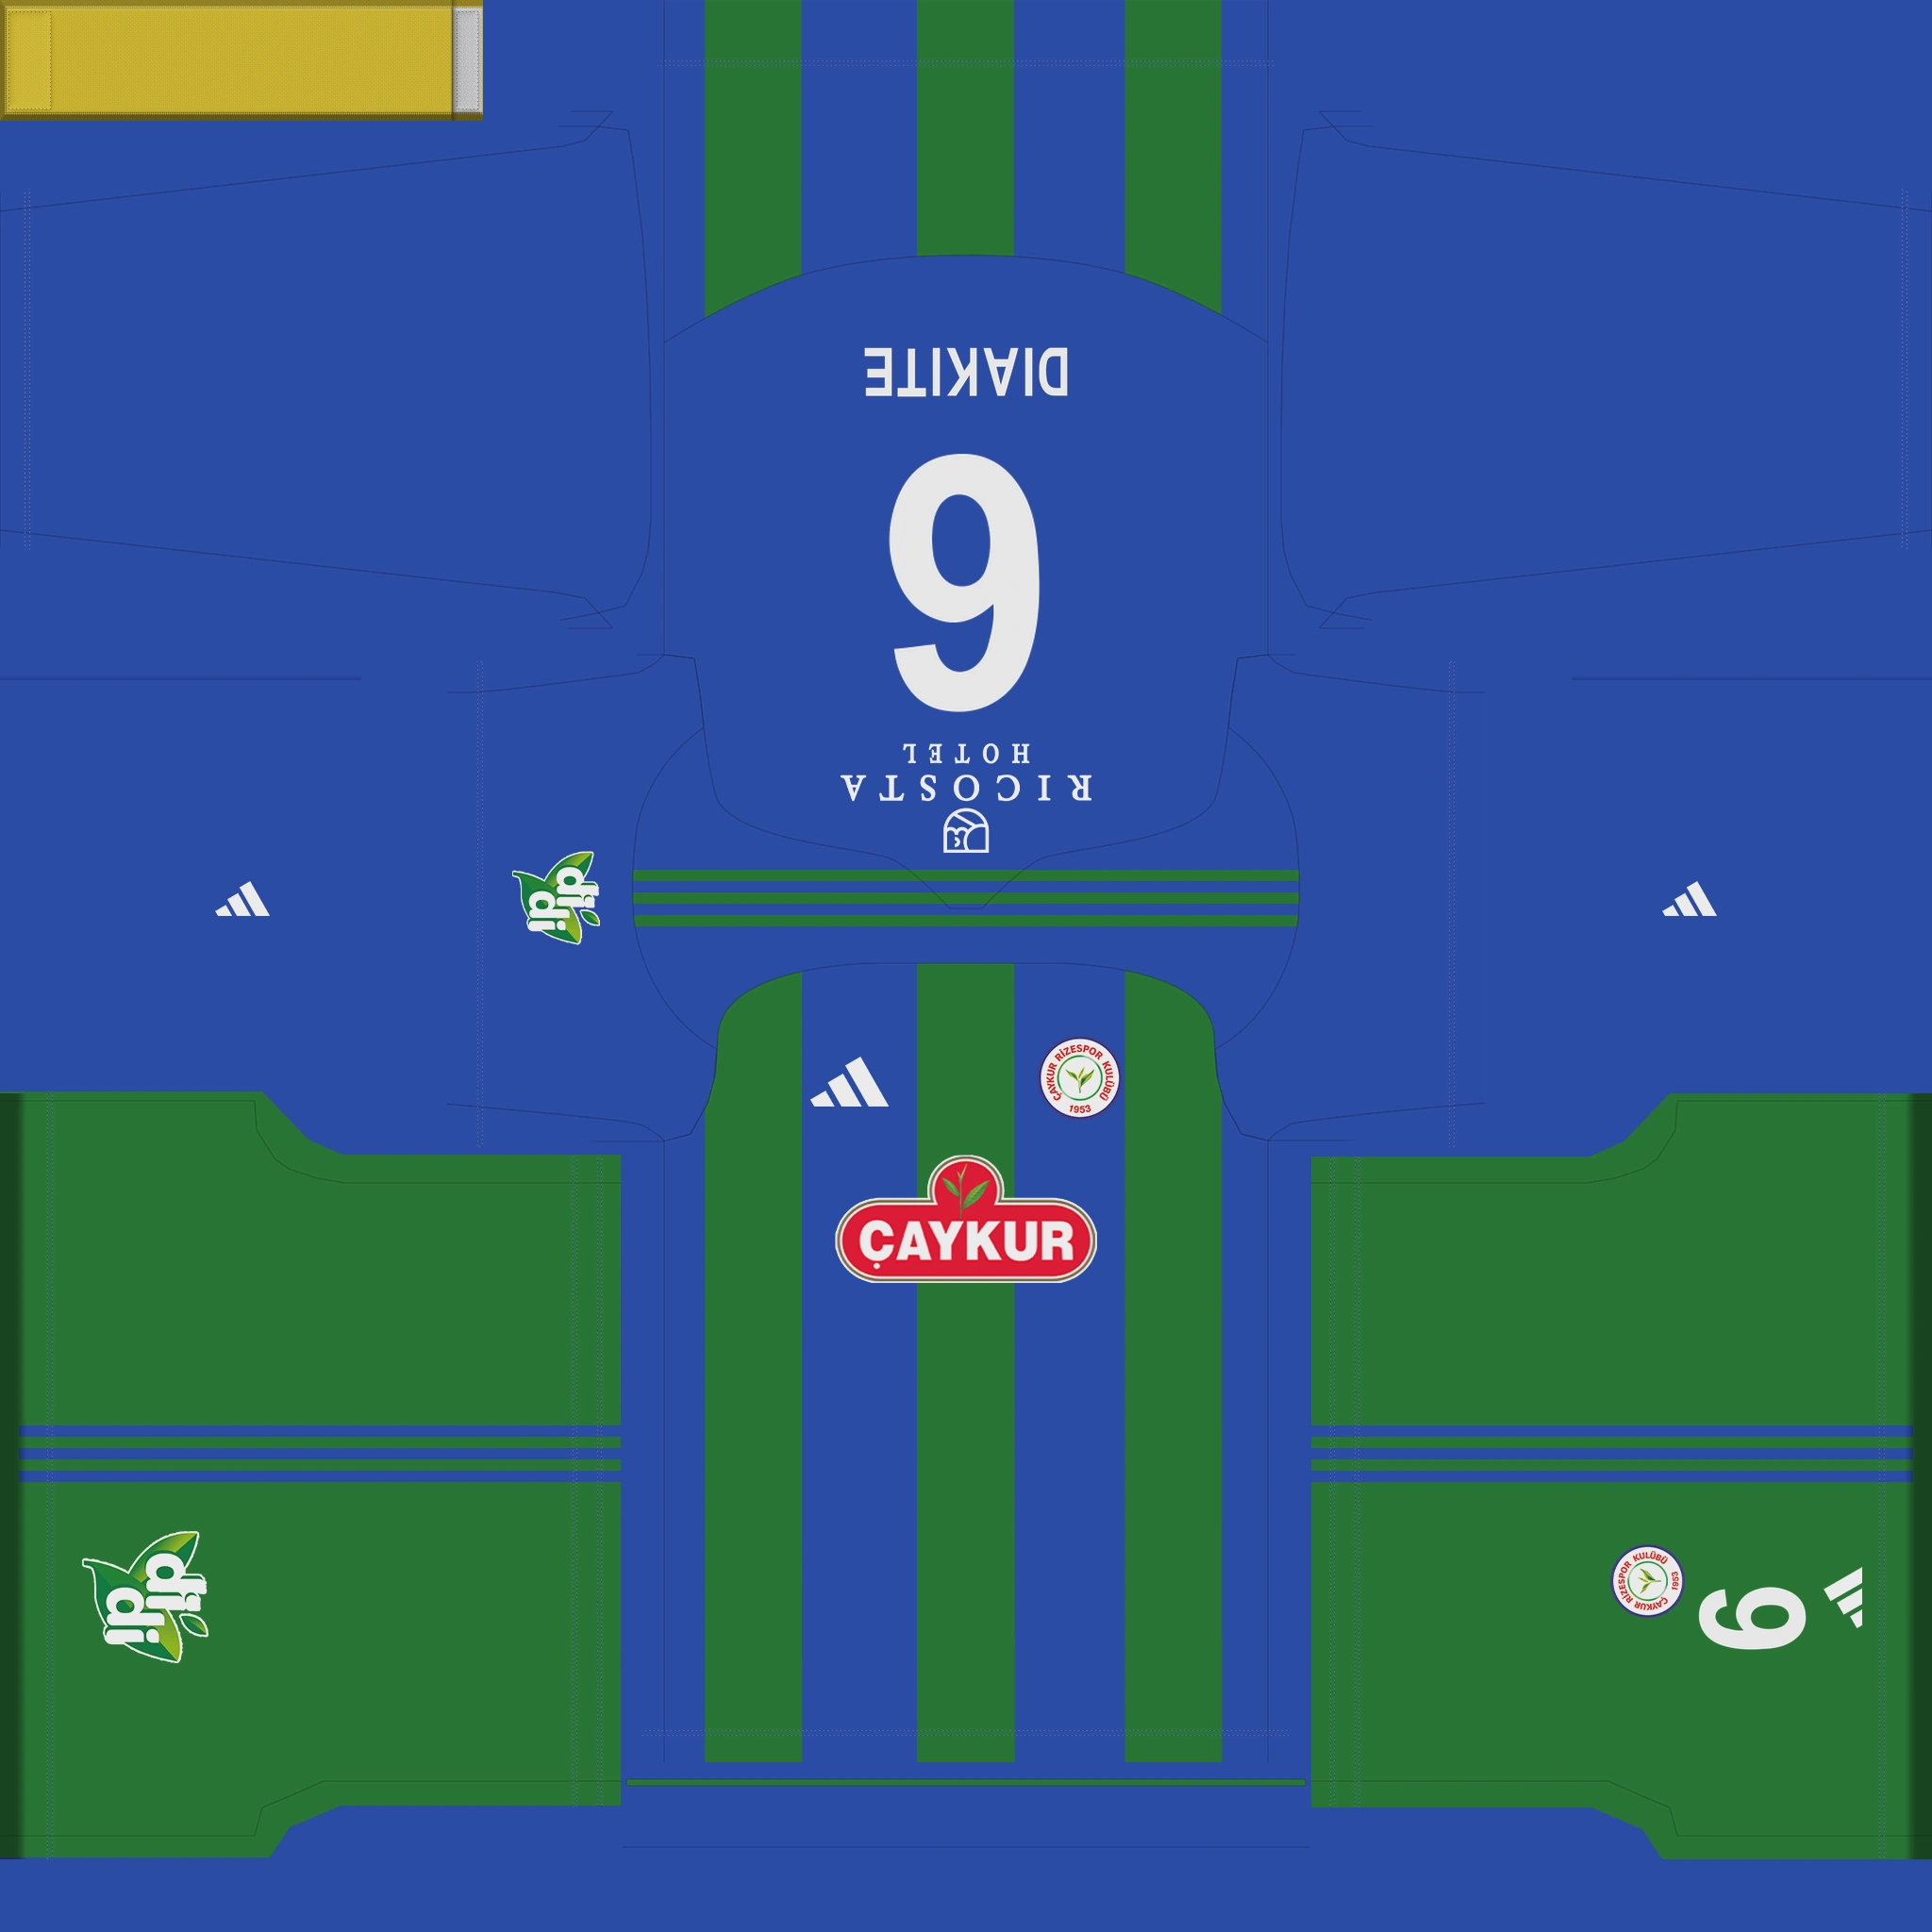 RICOSTA
HOTEL
6
DIAKITE
didi
ÇAYKUR RİZESPOR KULÜBÜ
1953
ÇAYKUR
didi
ÇAYKUR RİZESPOR KULÜBÜ
1953
6